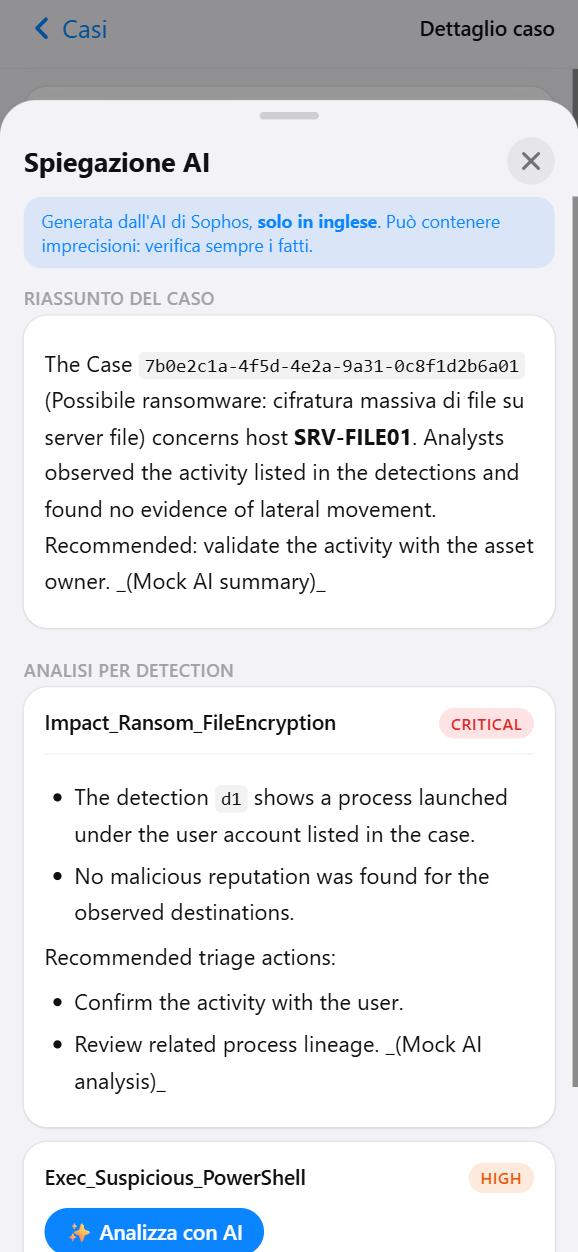 Casi
Dettaglio caso
Spiegazione AI
Generata dall'AI di Sophos, solo in inglese. Può contenere
imprecisioni: verifica sempre i fatti.
RIASSUNTO DEL CASO
The Case 7b0e2c1a-4f5d-4e2a-9a31-0c8f1d2b6a01
(Possibile ransomware: cifratura massiva di file su
server file) concerns host SRV-FILE01. Analysts
observed the activity listed in the detections and
found no evidence of lateral movement.
Recommended: validate the activity with the asset
owner. _(Mock AI summary)_
ANALISI PER DETECTION
Impact_Ransom_FileEncryption
CRITICAL
• The detection d1 shows a process launched
under the user account listed in the case.
• No malicious reputation was found for the
observed destinations.
Recommended triage actions:
• Confirm the activity with the user.
• Review related process lineage. _(Mock AI
analysis)_
Exec_Suspicious_PowerShell
HIGH
✨ Analizza con AI